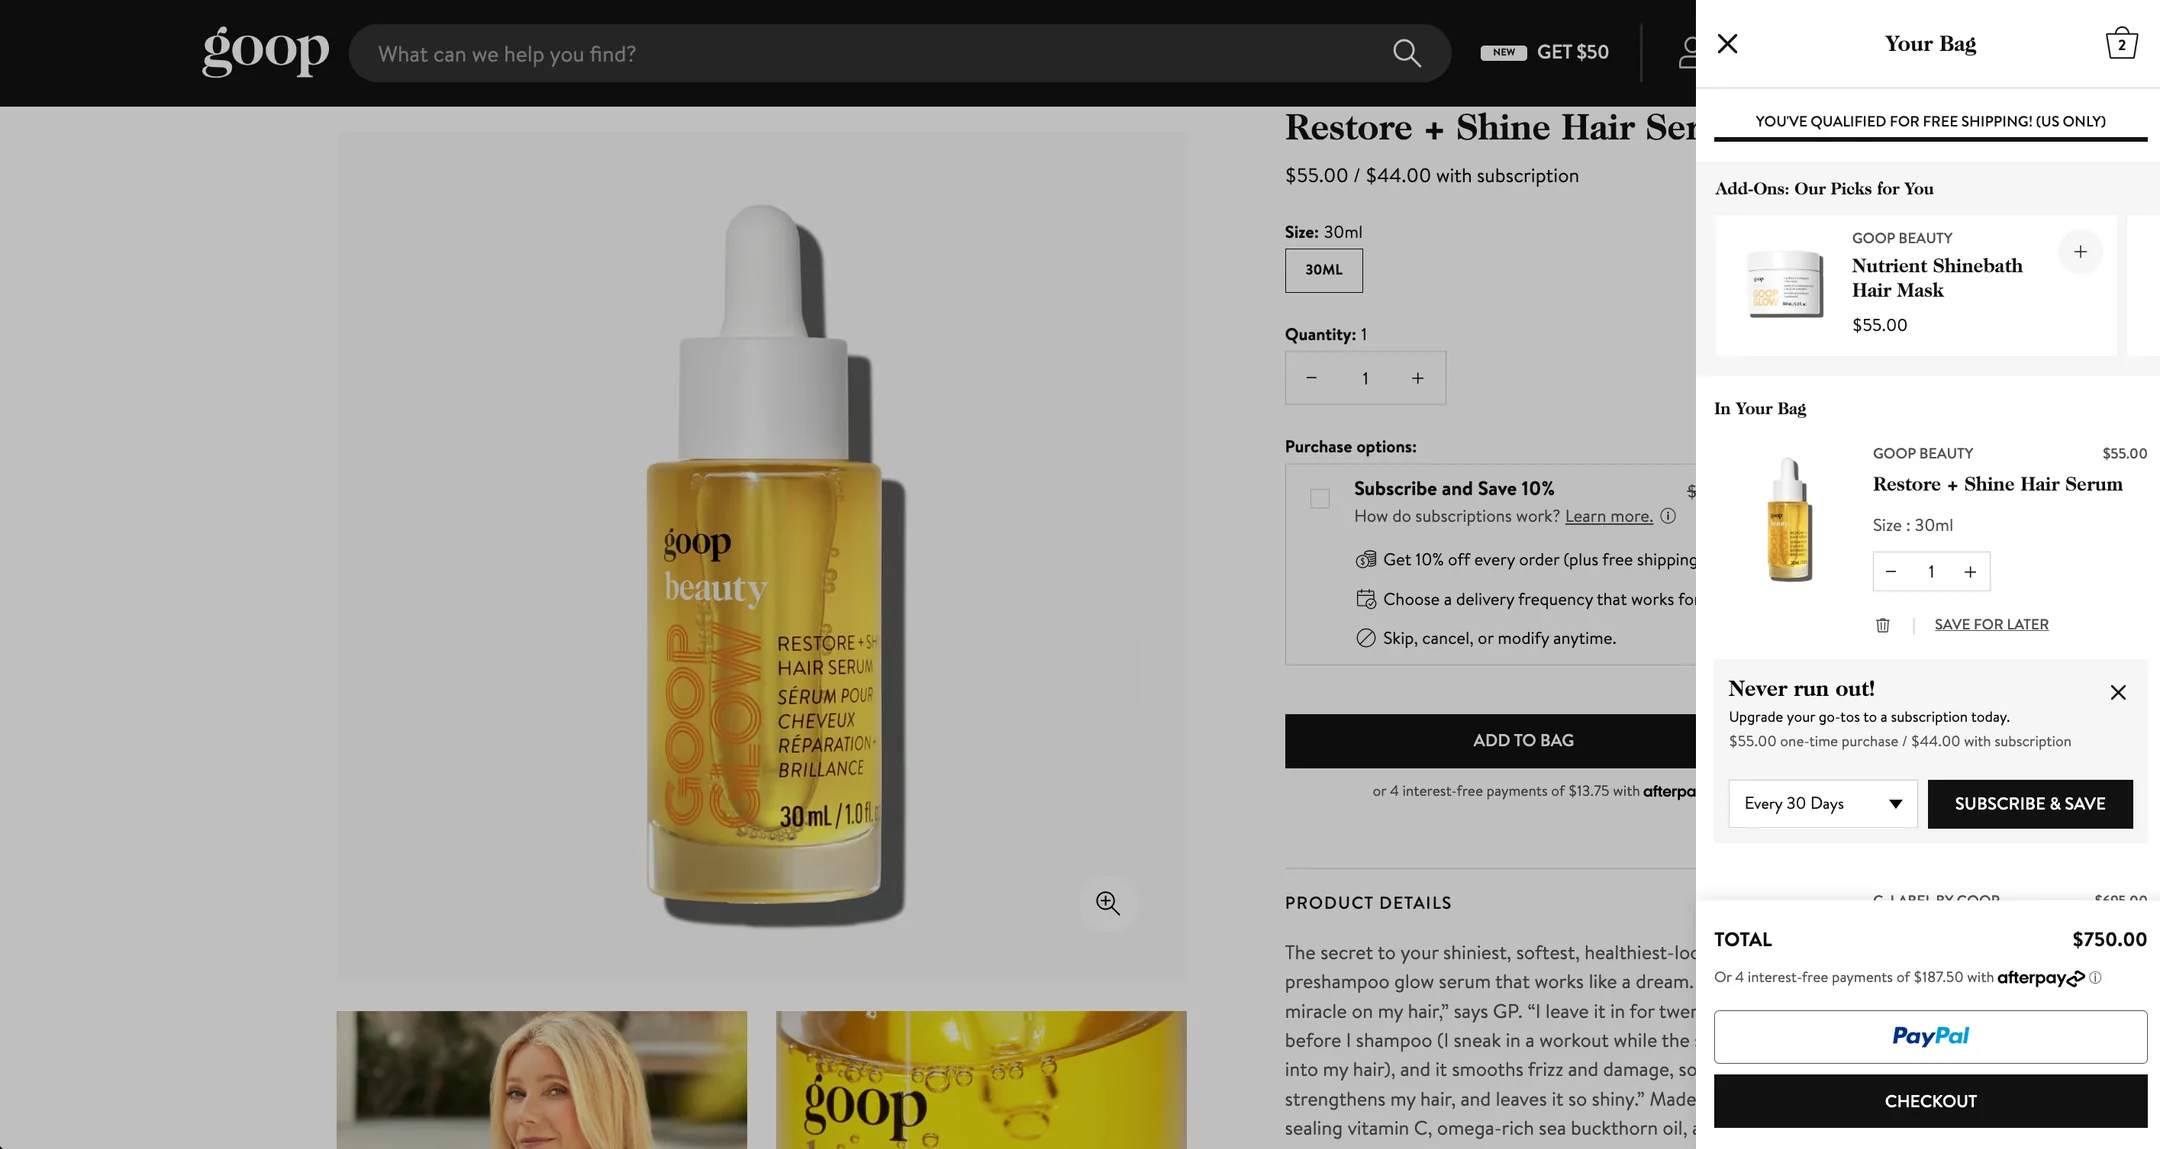 goop
What can we help you find?
NEW GET $50
Restore + Shine Hair Ser
$55.00 / $44.00 with subscription
Size: 30ml
30ML
Quantity: 1
− 1 +
Purchase options:
Subscribe and Save 10%
$
How do subscriptions work? Learn more.
Get 10% off every order (plus free shipping
Choose a delivery frequency that works for
Skip, cancel, or modify anytime.
ADD TO BAG
or 4 interest-free payments of $13.75 with afterpa
PRODUCT DETAILS
The secret to your shiniest, softest, healthiest-loo
preshampoo glow serum that works like a dream.
miracle on my hair,” says GP. “I leave it in for twen
before I shampoo (I sneak in a workout while the
into my hair), and it smooths frizz and damage, so
strengthens my hair, and leaves it so shiny.” Made
sealing vitamin C, omega-rich sea buckthorn oil,
goop
beauty
GOOP
GLOW
RESTORE + SH
HAIR SERUM
SÉRUM POUR
CHEVEUX
RÉPARATION +
BRILLANCE
30 mL / 1.0 fl. o
goop
Your Bag
2
YOU'VE QUALIFIED FOR FREE SHIPPING! (US ONLY)
Add-Ons: Our Picks for You
goop
GOOP
GLOW
GOOP BEAUTY
Nutrient Shinebath
Hair Mask
$55.00
+
In Your Bag
goop
beauty
GOOP BEAUTY $55.00
Restore + Shine Hair Serum
Size : 30ml
− 1 +
SAVE FOR LATER
Never run out!
Upgrade your go-tos to a subscription today.
$55.00 one-time purchase / $44.00 with subscription
Every 30 Days
SUBSCRIBE & SAVE
G. LABEL BY GOOP $695.00
TOTAL $750.00
Or 4 interest-free payments of $187.50 with afterpay
PayPal
CHECKOUT